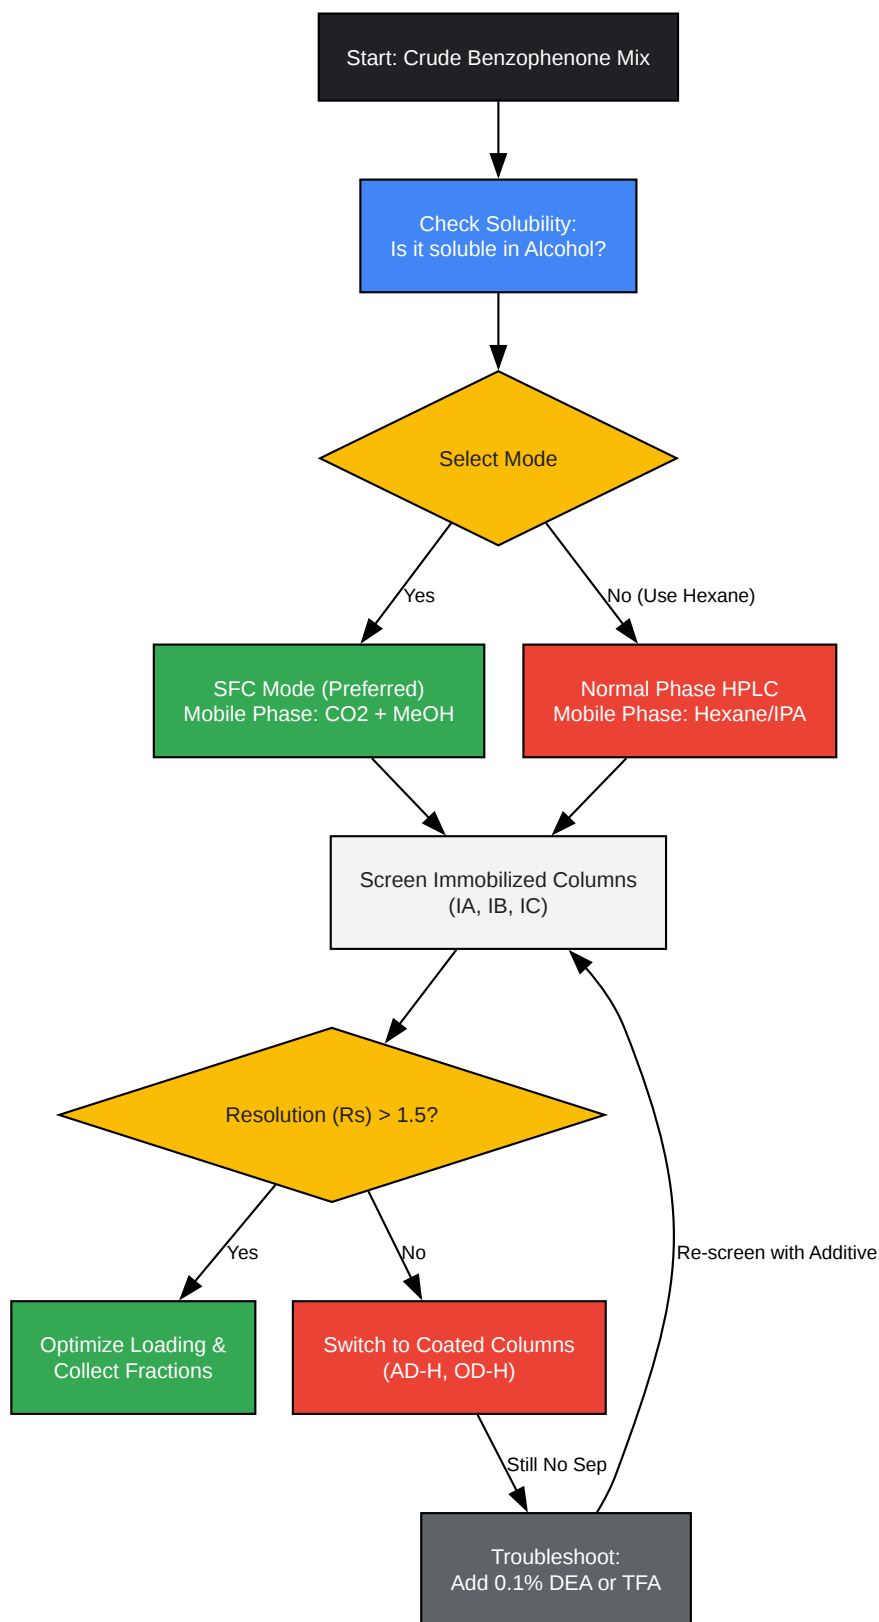 Start: Crude Benzophenone Mix
Check Solubility:
Is it soluble in Alcohol?
Select Mode
Yes
No (Use Hexane)
SFC Mode (Preferred)
Mobile Phase: CO2 + MeOH
Normal Phase HPLC
Mobile Phase: Hexane/IPA
Screen Immobilized Columns
(IA, IB, IC)
Resolution (Rs) > 1.5?
Yes
No
Re-screen with Additive
Optimize Loading &
Collect Fractions
Switch to Coated Columns
(AD-H, OD-H)
Still No Sep
Troubleshoot:
Add 0.1% DEA or TFA